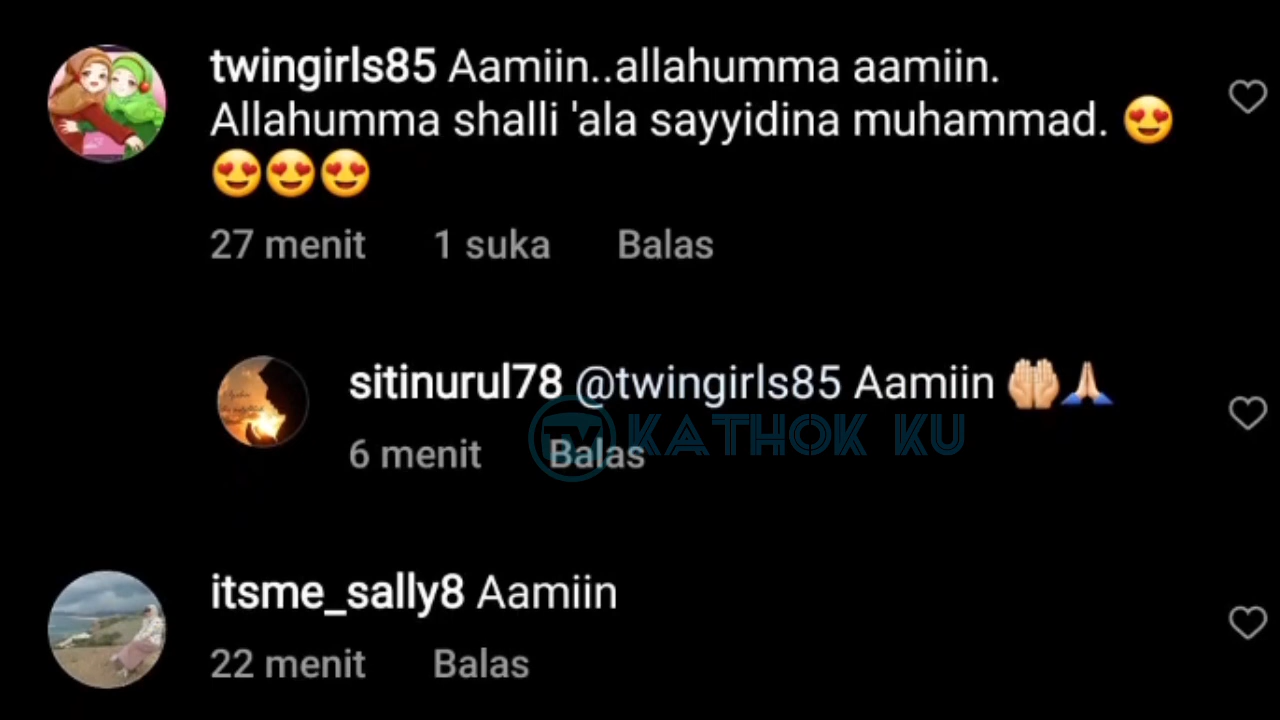 twingirls85 Aamiin..allahumma aamiin.
Allahumma shalli 'ala sayyidina muhammad. 😍
😍😍😍
27 menit 1 suka Balas
sitinurul78 @twingirls85 Aamiin 🤲🏻🙏🏻
TV KATHOK KU
6 menit Balas
itsme_sally8 Aamiin
22 menit Balas